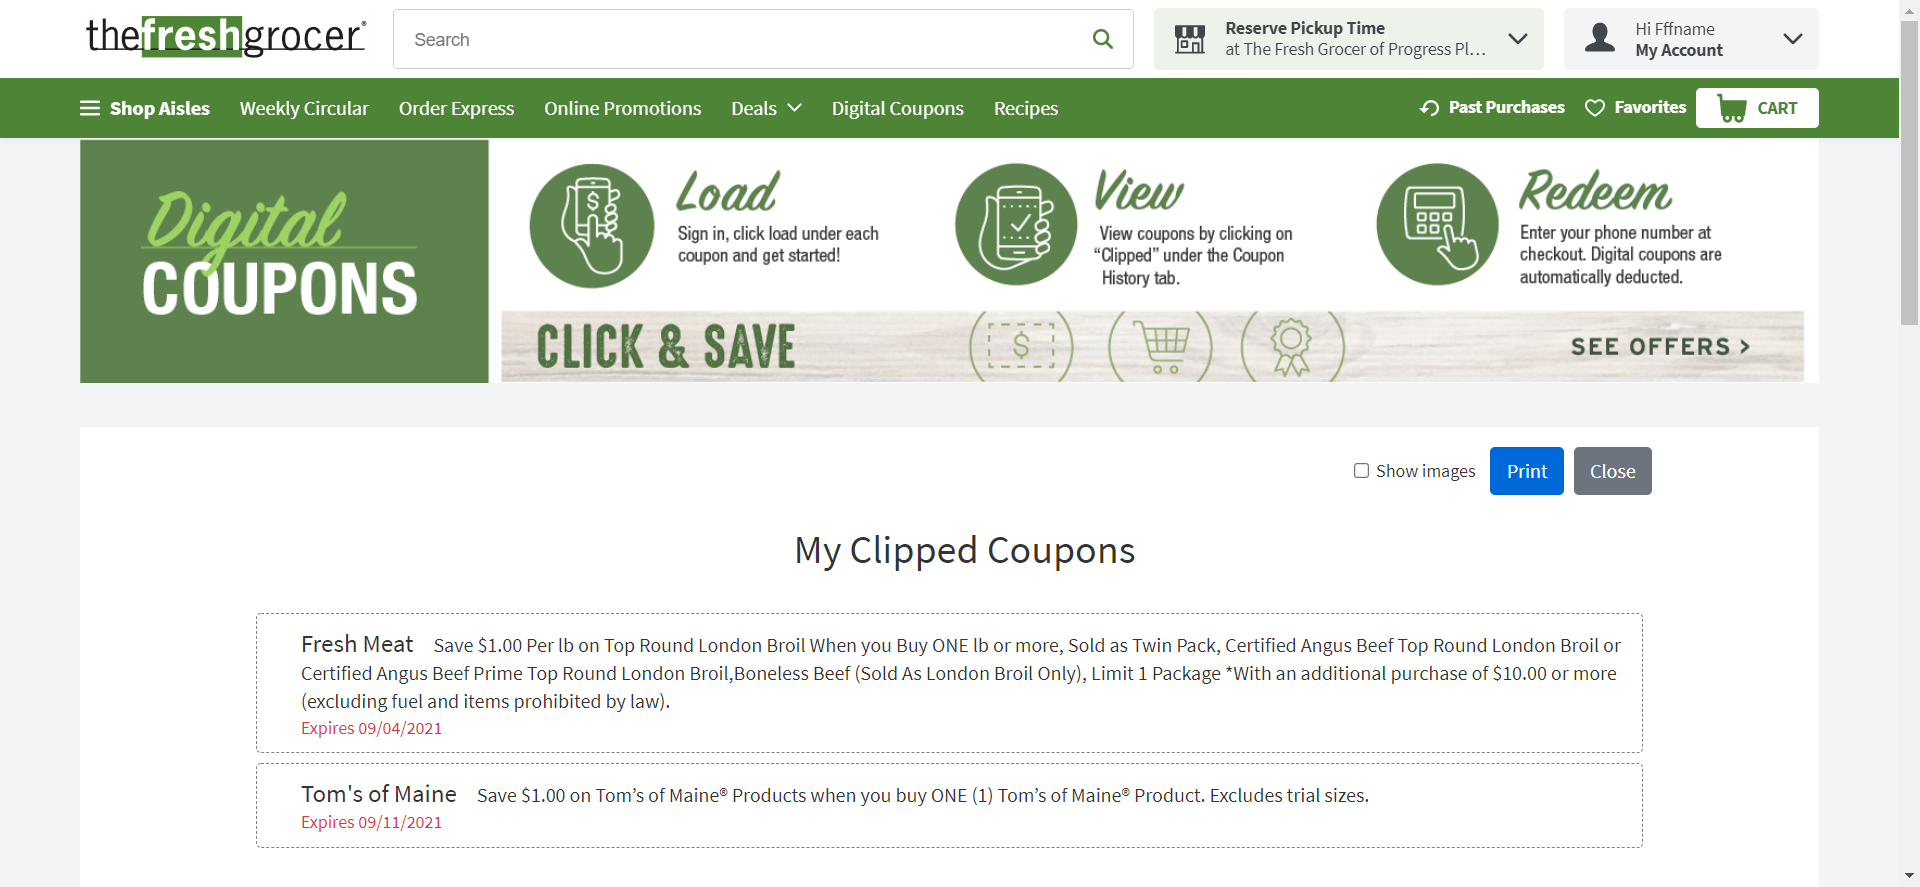 thefreshgrocer®
Search
Reserve Pickup Time
at The Fresh Grocer of Progress Pl...
Hi Fffname
My Account
Shop Aisles
Weekly Circular
Order Express
Online Promotions
Deals
Digital Coupons
Recipes
Past Purchases
Favorites
CART
Digital
COUPONS
Load
Sign in, click load under each
coupon and get started!
View
View coupons by clicking on
“Clipped” under the Coupon
History tab.
Redeem
Enter your phone number at
checkout. Digital coupons are
automatically deducted.
CLICK & SAVE
$
SEE OFFERS >
Show images
Print
Close
My Clipped Coupons
Fresh Meat Save $1.00 Per lb on Top Round London Broil When you Buy ONE lb or more, Sold as Twin Pack, Certified Angus Beef Top Round London Broil or
Certified Angus Beef Prime Top Round London Broil,Boneless Beef (Sold As London Broil Only), Limit 1 Package *With an additional purchase of $10.00 or more
(excluding fuel and items prohibited by law).
Expires 09/04/2021
Tom's of Maine Save $1.00 on Tom’s of Maine® Products when you buy ONE (1) Tom’s of Maine® Product. Excludes trial sizes.
Expires 09/11/2021